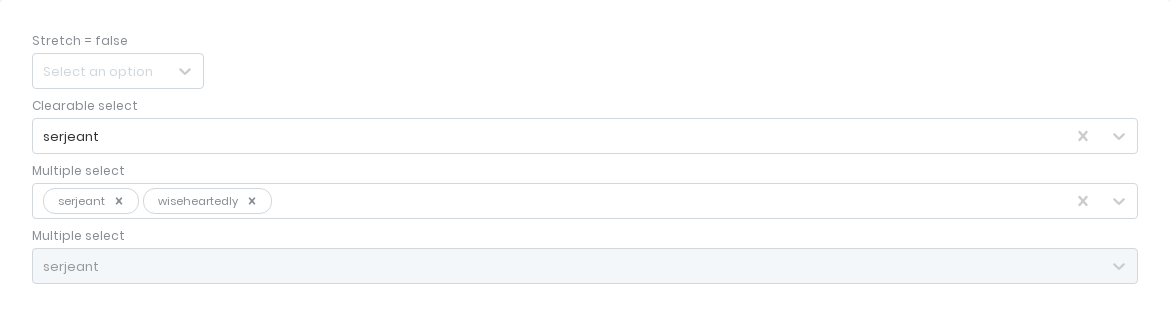 Stretch = false
Select an option
Clearable select
serjeant
Multiple select
serjeant wiseheartedly
Multiple select
serjeant